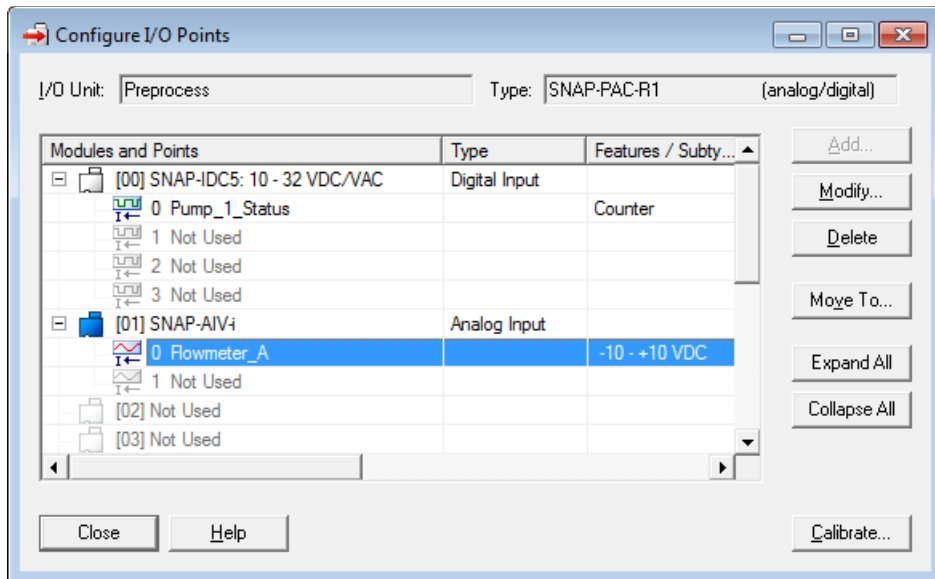 Configure I/O Points
I/O Unit: Preprocess Type: SNAP-PAC-R1 (analog/digital)
Modules and Points Type Features / Subty...
[00] SNAP-IDC5: 10 - 32 VDC/VAC Digital Input
0 Pump_1_Status Counter
1 Not Used
2 Not Used
3 Not Used
[01] SNAP-AIV-i Analog Input
0 Flowmeter_A -10 - +10 VDC
1 Not Used
[02] Not Used
[03] Not Used
Add...
Modify...
Delete
Move To...
Expand All
Collapse All
Close Help Calibrate...